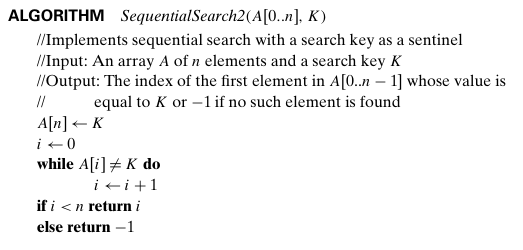 ALGORITHM SequentialSearch2(A[0..n], K)
//Implements sequential search with a search key as a sentinel
//Input: An array A of n elements and a search key K
//Output: The index of the first element in A[0..n − 1] whose value is
// equal to K or −1 if no such element is found
A[n] ← K
i ← 0
while A[i] ≠ K do
i ← i + 1
if i < n return i
else return −1